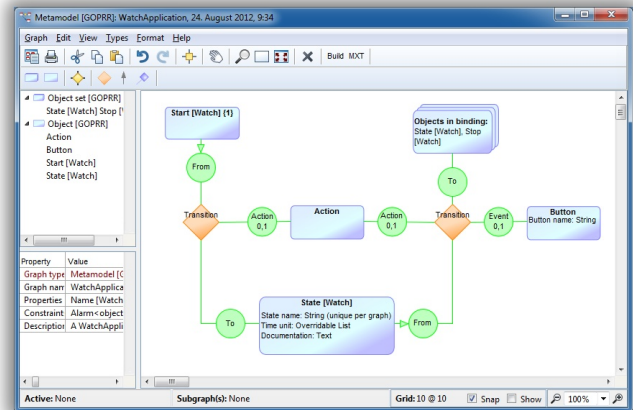 Metamodel [GOPRR]: WatchApplication, 24. August 2012, 9:34
Graph Edit View Types Format Help
Build MXT
Object set [GOPRR]
State [Watch] Stop [
Object [GOPRR]
Action
Button
Start [Watch]
State [Watch]
Property Value
Graph type Metamodel [G
Graph nam WatchApplica
Properties Name [Watch
Constraint Alarm<object
Description A WatchAppli
Start [Watch] {1}
Objects in binding:
State [Watch], Stop
[Watch]
From
To
Transition
Action
0,1
Action
Action
0,1
Transition
Event
0,1
Button
Button name: String
To
State [Watch]
State name: String (unique per graph)
Time unit: Overridable List
Documentation: Text
From
Active: None Subgraph(s): None Grid: 10 @ 10 Snap Show 100%